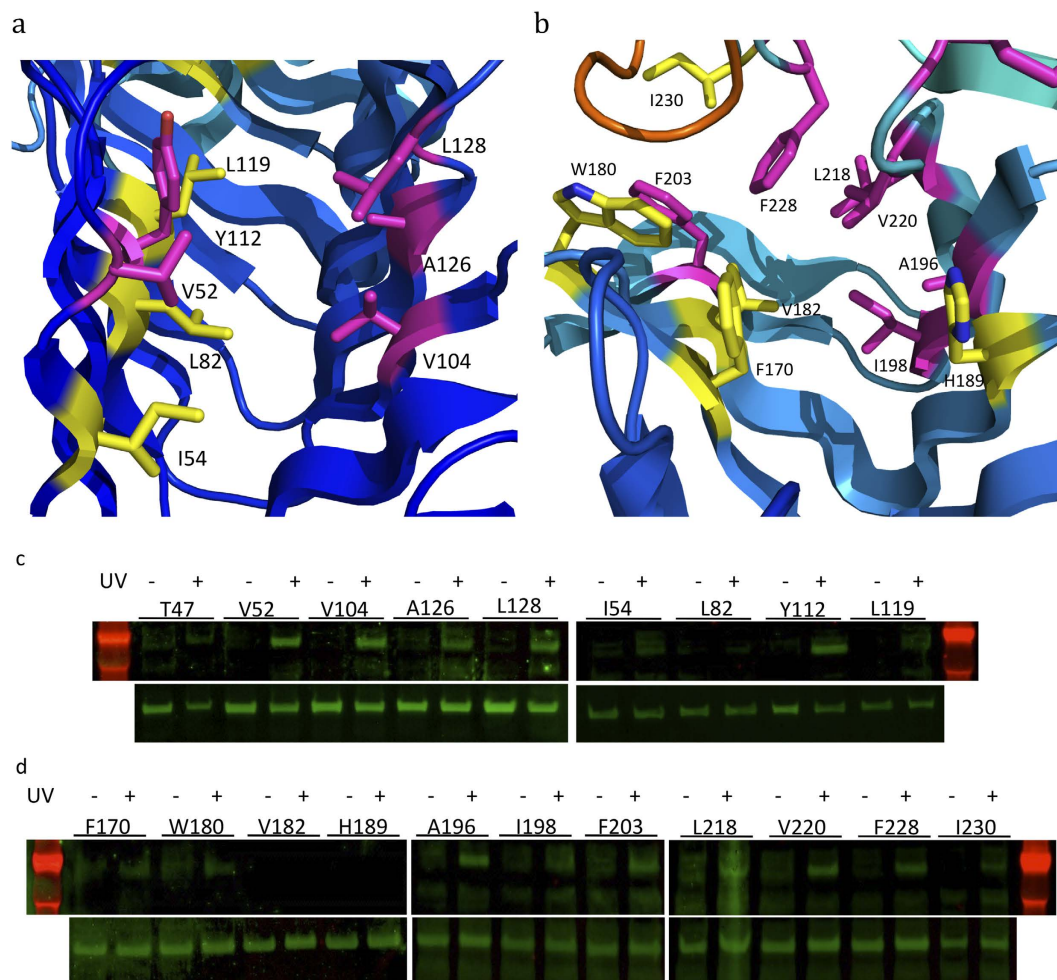 a
b
L119
L128
Y112
A126
V52
L82
V104
I54
I230
W180
F203
L218
F228
V220
A196
V182
I198
F170
H189
c
UV - + - + - + - + - + - + - + - + - +
T47 V52 V104 A126 L128 I54 L82 Y112 L119
d
UV - + - + - + - + - + - + - + - + - + - + - +
F170 W180 V182 H189 A196 I198 F203 L218 V220 F228 I230